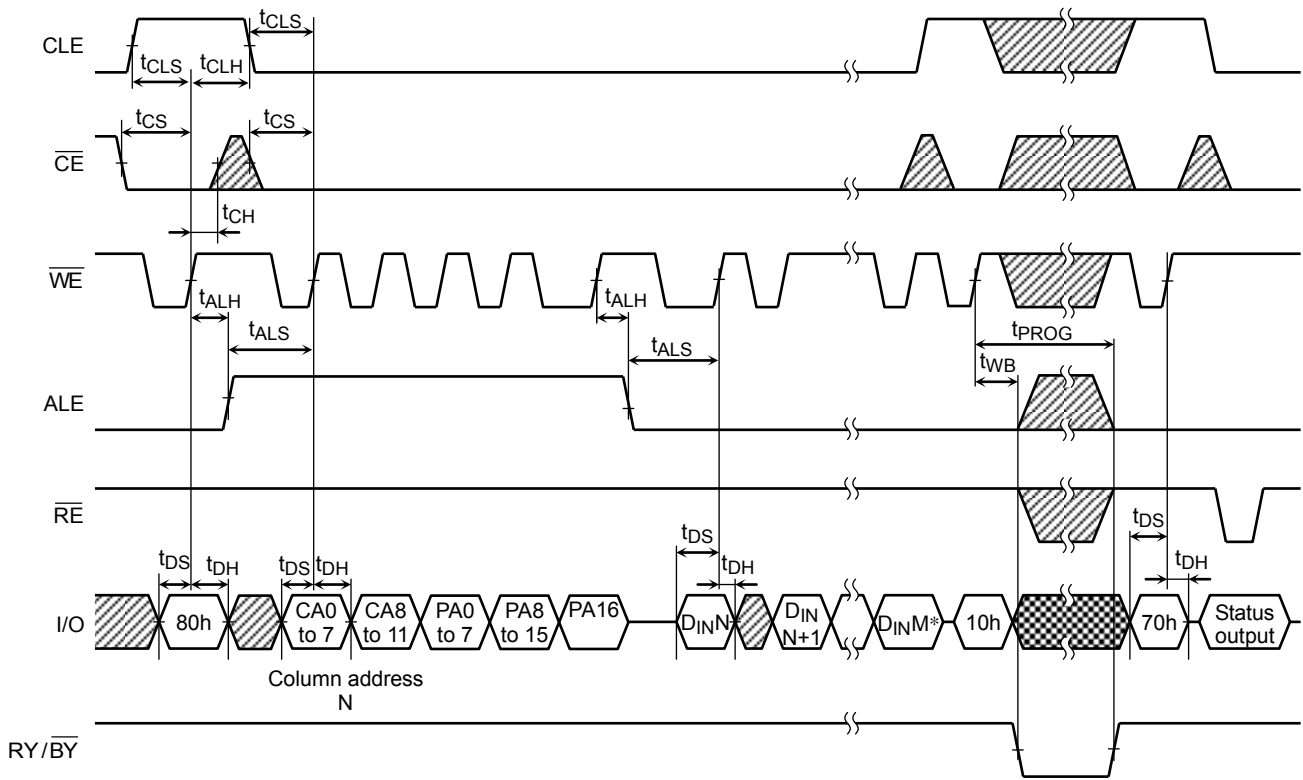 CLE
tCLS
tCLS tCLH
CE
tCS tCS
tCH
WE
tALH tALS tALH tALS
tPROG
tWB
ALE
RE
tDS tDH tDS tDH tDS tDH tDS tDH
I/O
80h
CA0
to 7
CA8
to 11
PA0
to 7
PA8
to 15
PA16
DINN
DIN
N+1
DINM*
10h
70h
Status
output
Column address
N
RY/BY